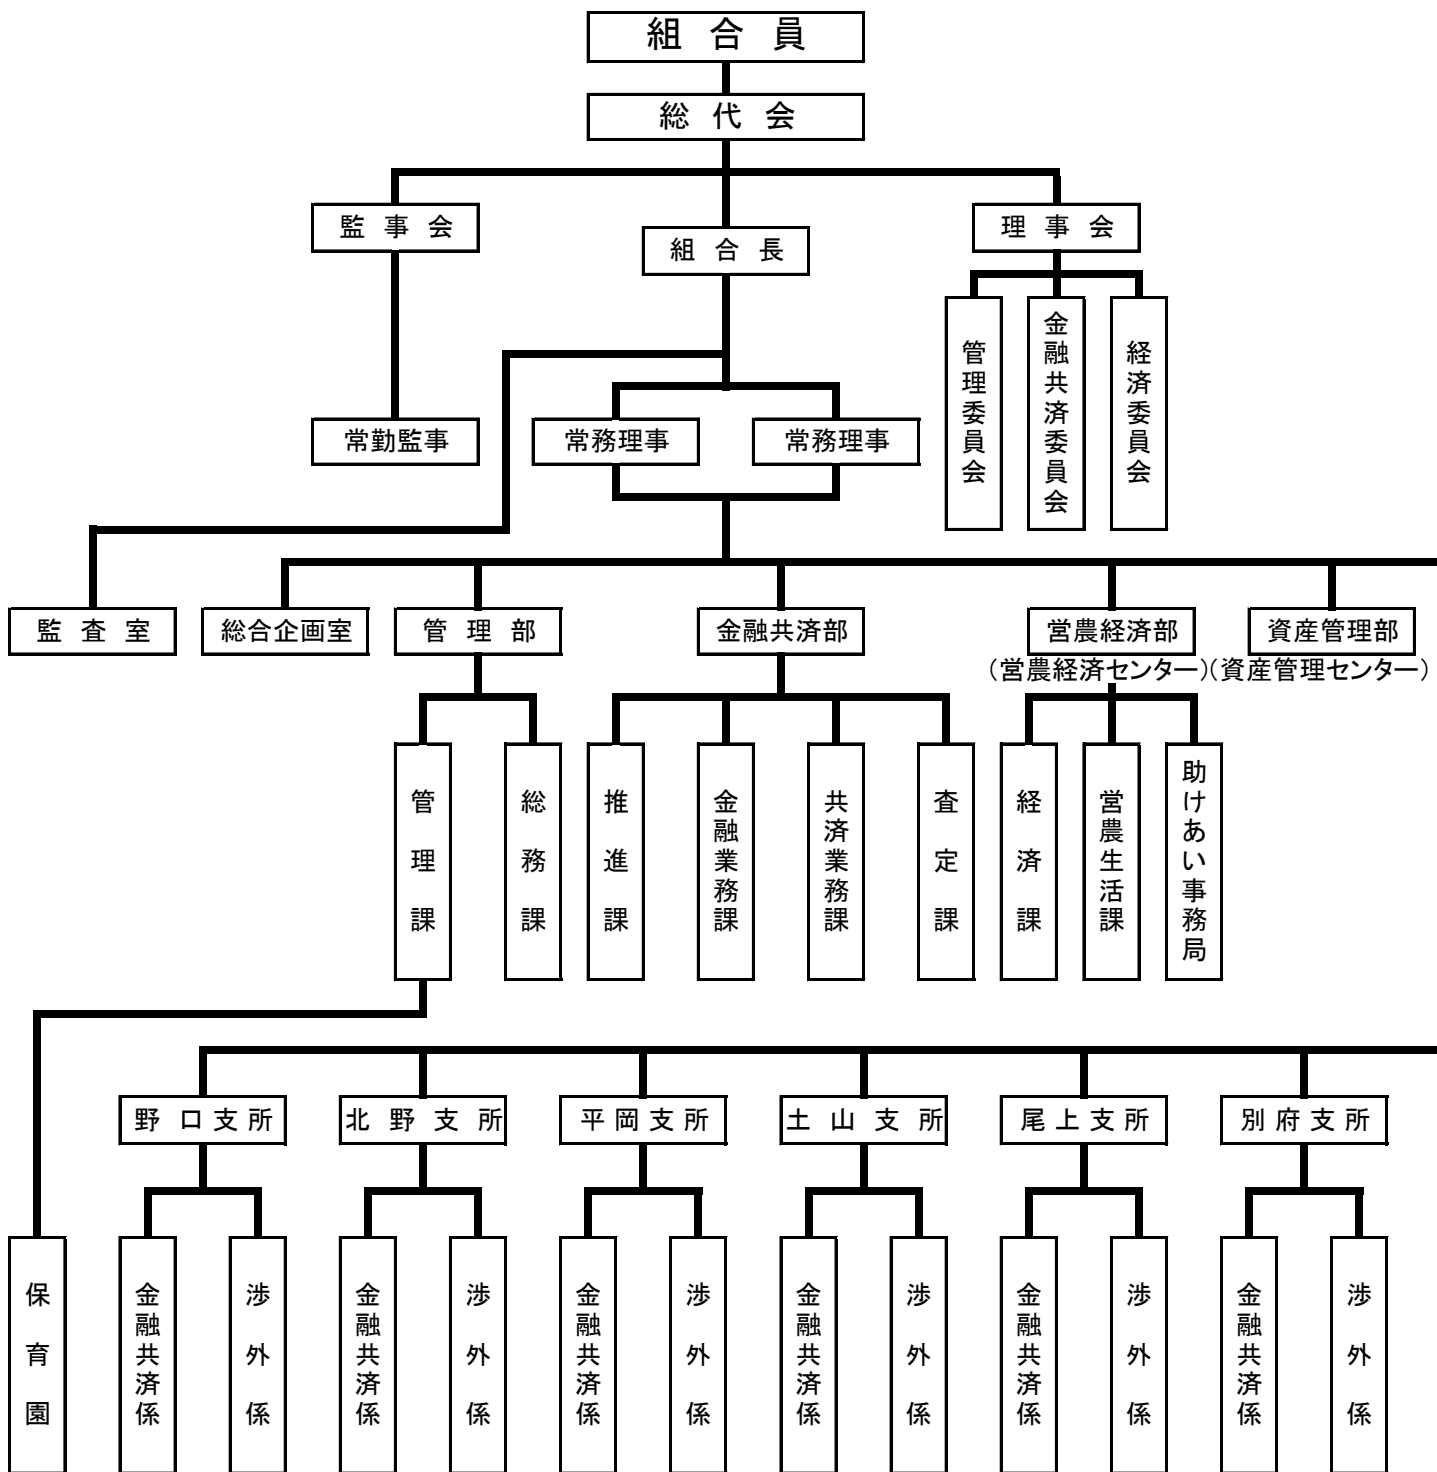 組合員
総代会
監事会
組合長
理事会
管理委員会
金融共済委員会
経済委員会
常勤監事
常務理事
常務理事
監査室
総合企画室
管理部
金融共済部
営農経済部
資産管理部
（営農経済センター）
（資産管理センター）
管理課
総務課
推進課
金融業務課
共済業務課
査定課
経済課
営農生活課
助けあい事務局
野口支所
北野支所
平岡支所
土山支所
尾上支所
別府支所
保育園
金融共済係
渉外係
金融共済係
渉外係
金融共済係
渉外係
金融共済係
渉外係
金融共済係
渉外係
金融共済係
渉外係